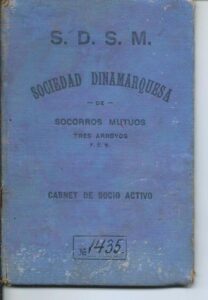 S. D. S. M.
SOCIEDAD DINAMARQUESA
— DE —
SOCORROS MUTUOS
TRES ARROYOS
F. C. S.
CARNET DE SOCIO ACTIVO
№ 1435